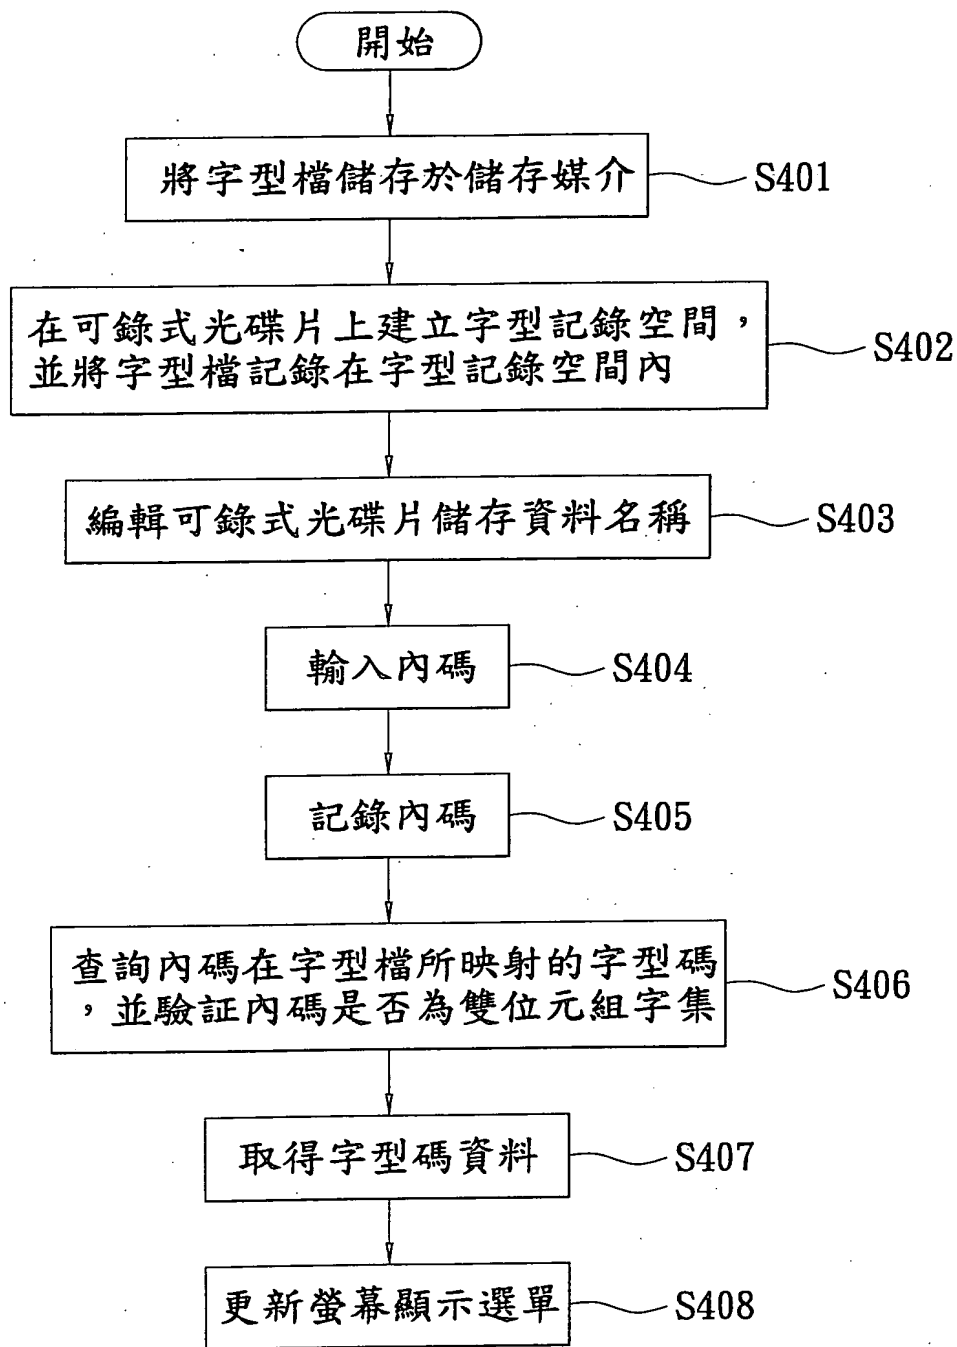 開始
將字型檔儲存於儲存媒介
S401
在可錄式光碟片上建立字型記錄空間，
並將字型檔記錄在字型記錄空間內
S402
編輯可錄式光碟片儲存資料名稱
S403
輸入內碼
S404
記錄內碼
S405
查詢內碼在字型檔所映射的字型碼
，並驗証內碼是否為雙位元組字集
S406
取得字型碼資料
S407
更新螢幕顯示選單
S408